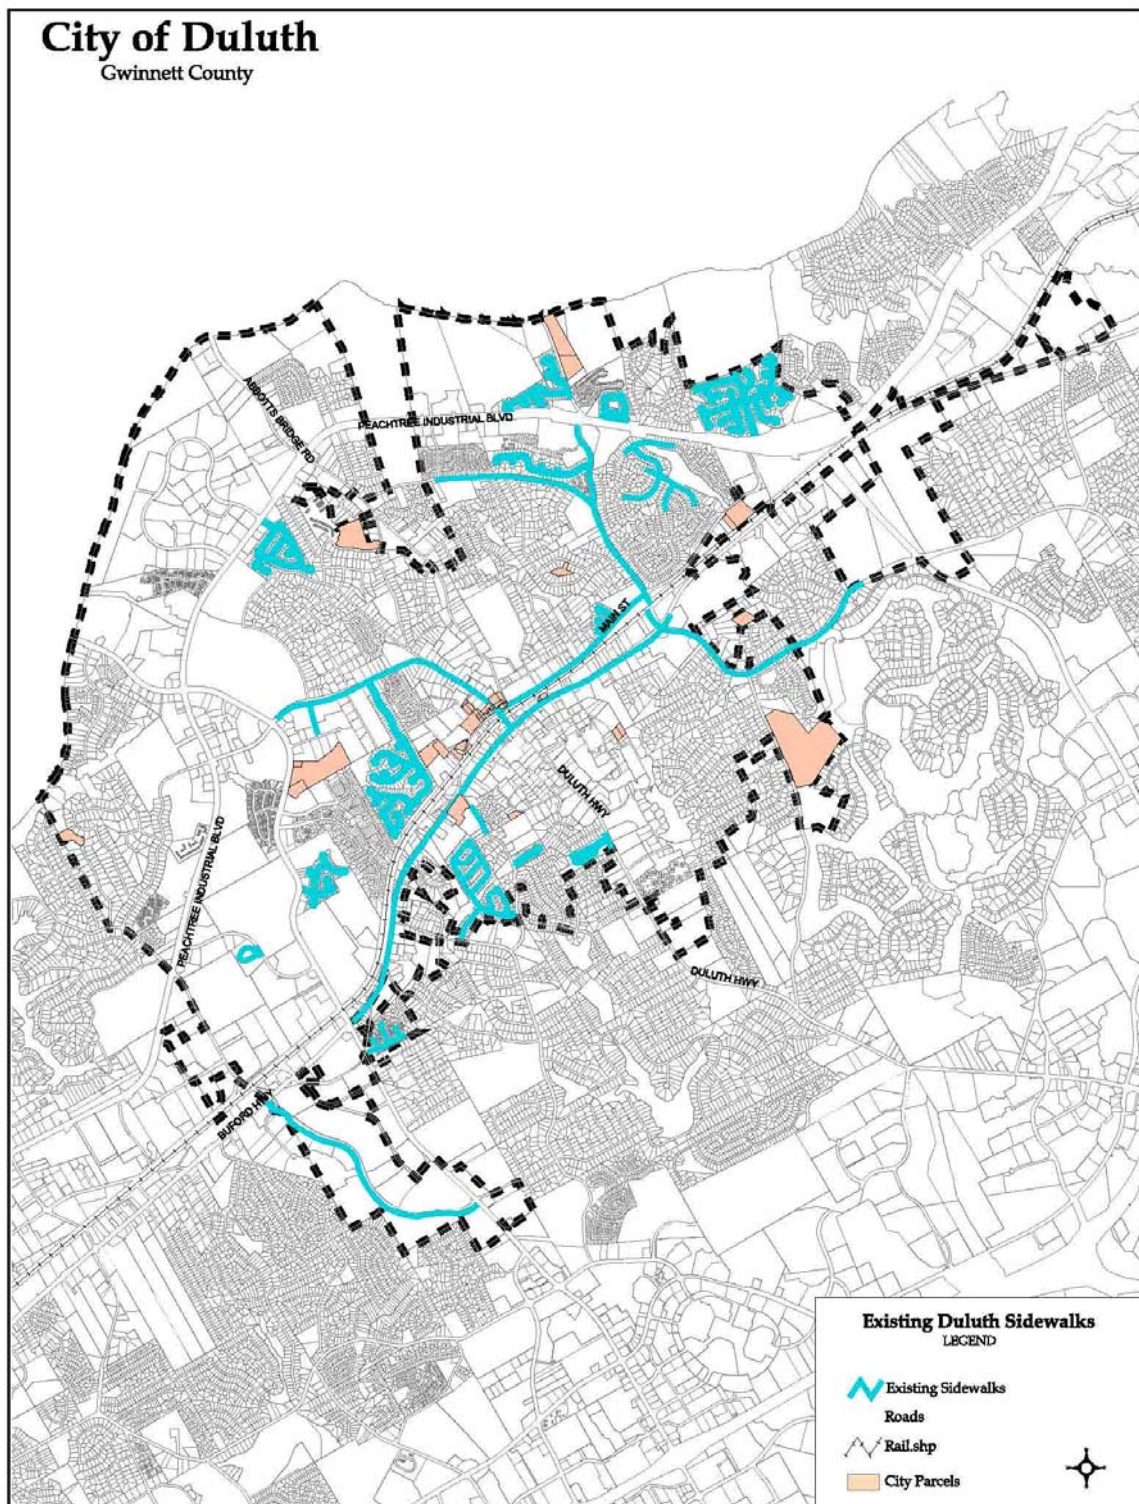 City of Duluth
Gwinnett County
ABBOTTS BRIDGE RD
PEACHTREE INDUSTRIAL BLVD
MAIN ST
DULUTH HWY
PEACHTREE INDUSTRIAL BLVD
DULUTH HWY
BUFORD HWY
Existing Duluth Sidewalks
LEGEND
Existing Sidewalks
Roads
Rail.shp
City Parcels